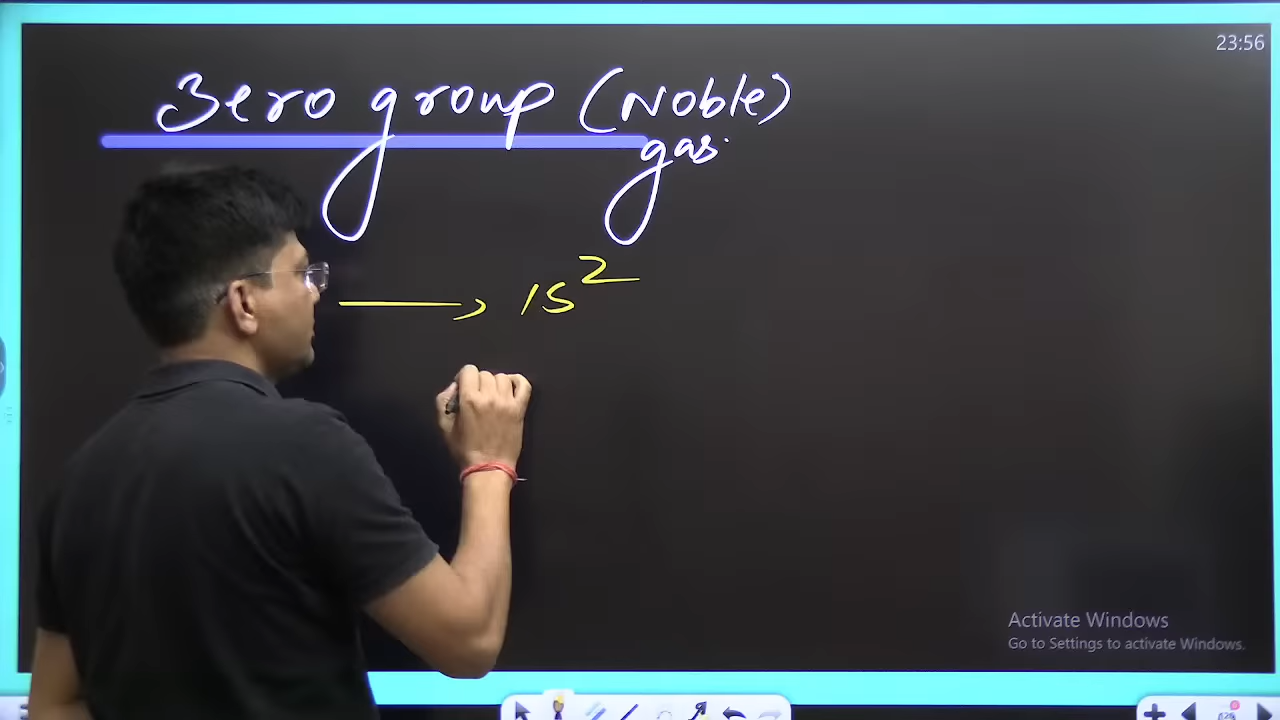 23:56
Zero group (Noble)
gas
1s²
Activate Windows
Go to Settings to activate Windows.